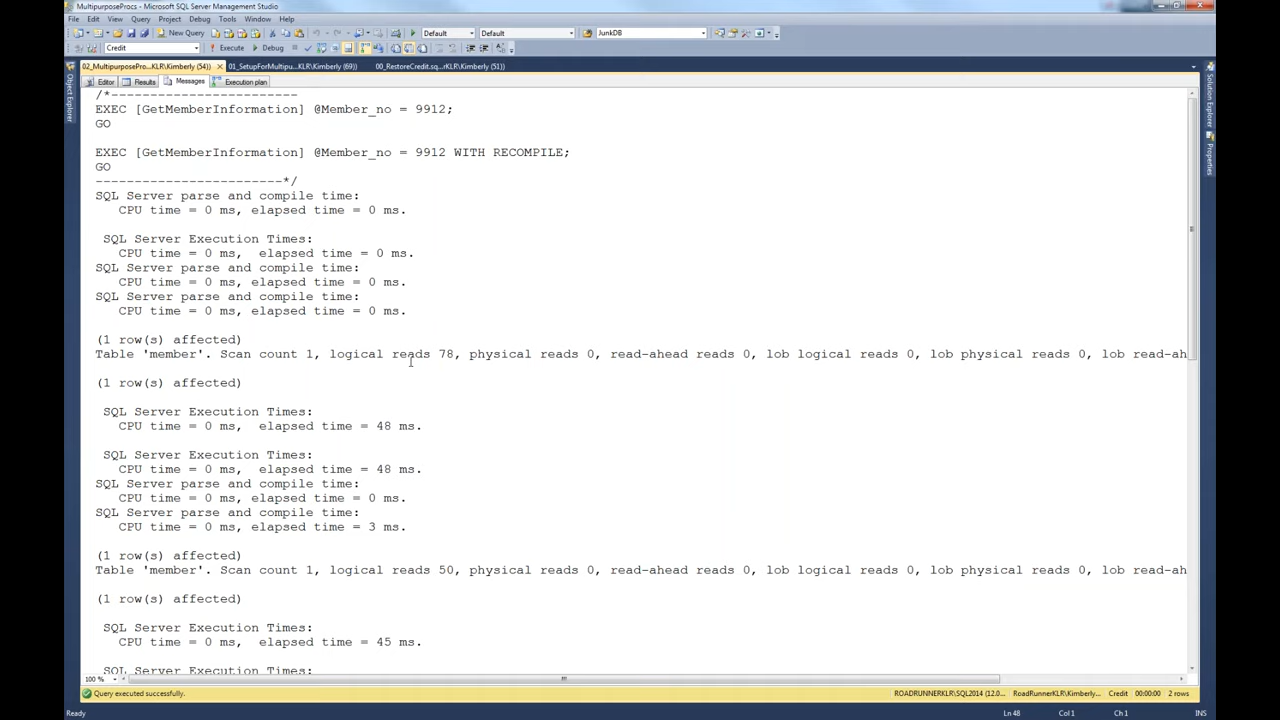 MultipurposeProcs - Microsoft SQL Server Management Studio
File Edit View Query Project Debug Tools Window Help
New Query Default Default JunkDB
Credit Execute Debug
02_MultipurposePro...KLR\Kimberly (54)) 01_SetupForMultipu...KLR\Kimberly (69)) 00_RestoreCredit.sq...rKLR\Kimberly (51))
Editor Results Messages Execution plan
Object Explorer
Solution Explorer
Properties
/*------------------------
EXEC [GetMemberInformation] @Member_no = 9912;
GO
EXEC [GetMemberInformation] @Member_no = 9912 WITH RECOMPILE;
GO
------------------------*/
SQL Server parse and compile time:
CPU time = 0 ms, elapsed time = 0 ms.
SQL Server Execution Times:
CPU time = 0 ms,  elapsed time = 0 ms.
SQL Server parse and compile time:
CPU time = 0 ms, elapsed time = 0 ms.
SQL Server parse and compile time:
CPU time = 0 ms, elapsed time = 0 ms.
(1 row(s) affected)
Table 'member'. Scan count 1, logical reads 78, physical reads 0, read-ahead reads 0, lob logical reads 0, lob physical reads 0, lob read-ah
(1 row(s) affected)
SQL Server Execution Times:
CPU time = 0 ms,  elapsed time = 48 ms.
SQL Server Execution Times:
CPU time = 0 ms,  elapsed time = 48 ms.
SQL Server parse and compile time:
CPU time = 0 ms, elapsed time = 0 ms.
SQL Server parse and compile time:
CPU time = 0 ms, elapsed time = 3 ms.
(1 row(s) affected)
Table 'member'. Scan count 1, logical reads 50, physical reads 0, read-ahead reads 0, lob logical reads 0, lob physical reads 0, lob read-ah
(1 row(s) affected)
SQL Server Execution Times:
CPU time = 0 ms,  elapsed time = 45 ms.
SQL Server Execution Times:
100 %
Query executed successfully. ROADRUNNERKLR\SQL2014 (12.0... RoadRunnerKLR\Kimberly... Credit 00:00:00 2 rows
Ready Ln 48 Col 1 Ch 1 INS